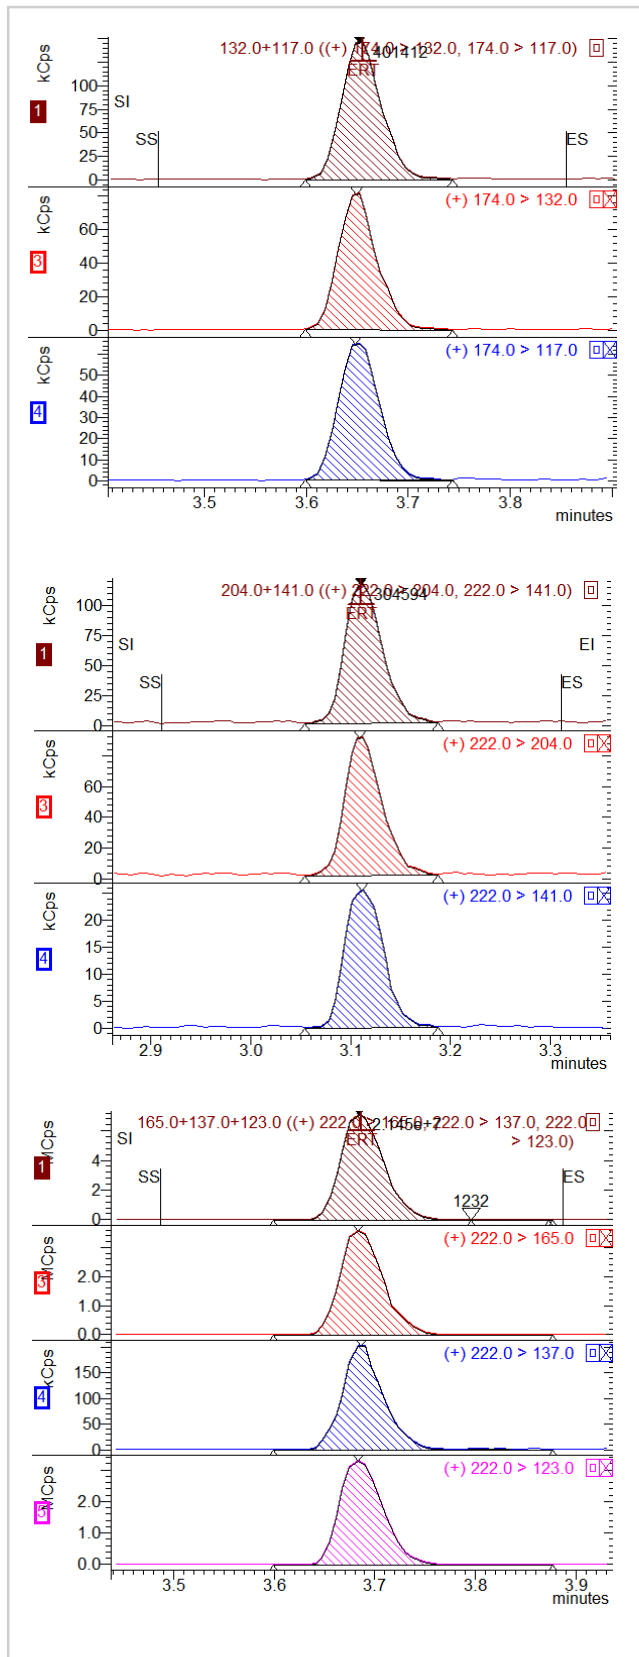 132.0+117.0 ((+) 174.0 > 132.0, 174.0 > 117.0)
401412
ERT
kCps
100
75
50
25
0
1
SI
SS
ES
(+) 174.0 > 132.0
kCps
60
40
20
0
3
(+) 174.0 > 117.0
kCps
50
40
30
20
10
0
4
3.5 3.6 3.7 3.8
minutes
204.0+141.0 ((+) 222.0 > 204.0, 222.0 > 141.0)
304594
ERT
kCps
100
75
50
25
0
1
SI
EI
SS
ES
(+) 222.0 > 204.0
kCps
60
40
20
0
3
(+) 222.0 > 141.0
kCps
20
15
10
5
0
4
2.9 3.0 3.1 3.2 3.3
minutes
165.0+137.0+123.0 ((+) 222.0 > 165.0, 222.0 > 137.0, 222.0
> 123.0)
ERT
MCps
4
2
0
1
SI
SS
1232
ES
(+) 222.0 > 165.0
MCps
2.0
1.0
0.0
3
(+) 222.0 > 137.0
kCps
150
100
50
0
4
(+) 222.0 > 123.0
MCps
2.0
1.0
0.0
5
3.5 3.6 3.7 3.8 3.9
minutes